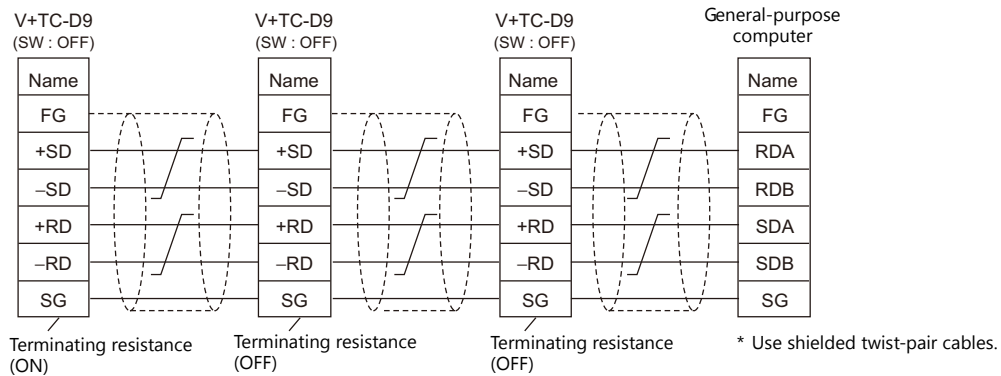 V+TC-D9
(SW : OFF)
Name
FG
+SD
–SD
+RD
–RD
SG
Terminating resistance
(ON)
V+TC-D9
(SW : OFF)
Name
FG
+SD
–SD
+RD
–RD
SG
Terminating resistance
(OFF)
V+TC-D9
(SW : OFF)
Name
FG
+SD
–SD
+RD
–RD
SG
Terminating resistance
(OFF)
General-purpose
computer
Name
FG
RDA
RDB
SDA
SDB
SG
* Use shielded twist-pair cables.